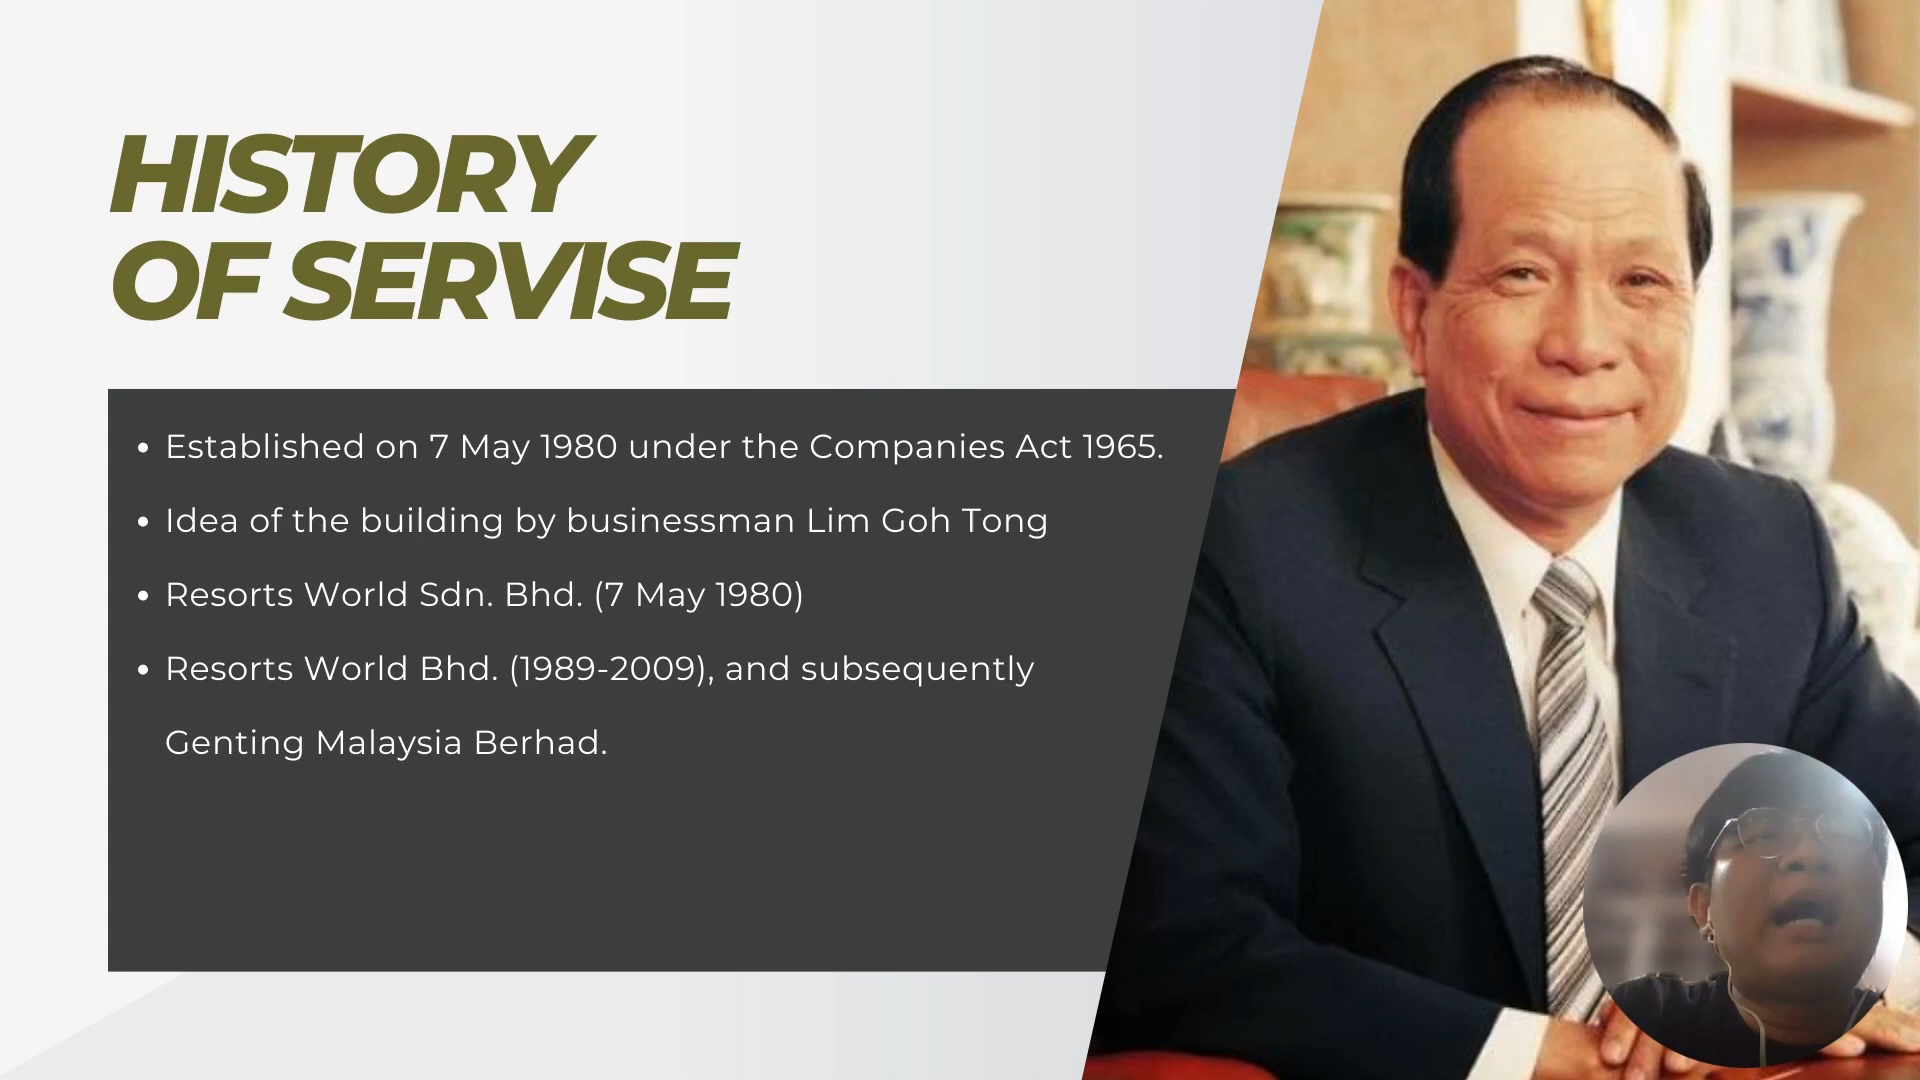 HISTORY
OF SERVISE
• Established on 7 May 1980 under the Companies Act 1965.
• Idea of the building by businessman Lim Goh Tong
• Resorts World Sdn. Bhd. (7 May 1980)
• Resorts World Bhd. (1989-2009), and subsequently
Genting Malaysia Berhad.